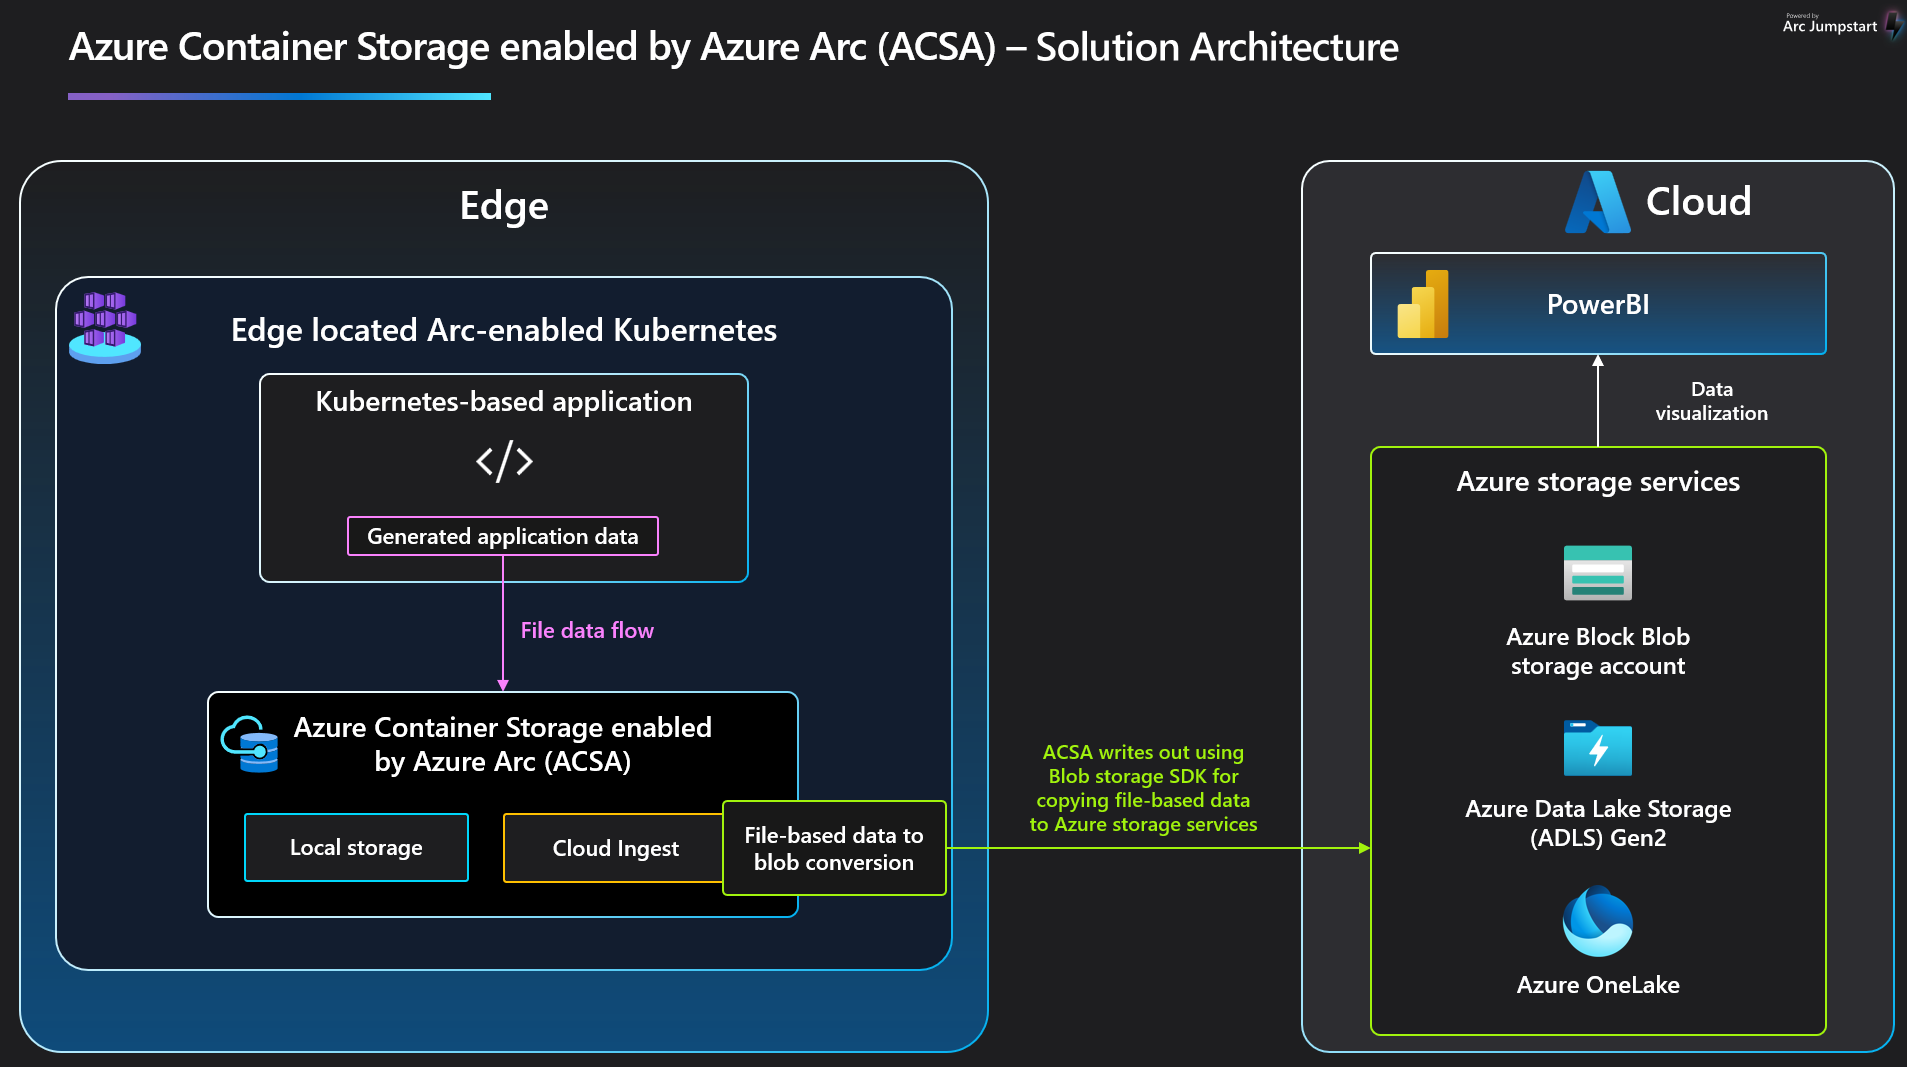 Azure Container Storage enabled by Azure Arc (ACSA) – Solution Architecture
Powered by
Arc Jumpstart
Edge
Edge located Arc-enabled Kubernetes
Kubernetes-based application
</>
Generated application data
File data flow
Azure Container Storage enabled
by Azure Arc (ACSA)
Local storage
Cloud Ingest
File-based data to
blob conversion
ACSA writes out using
Blob storage SDK for
copying file-based data
to Azure storage services
Cloud
PowerBI
Data
visualization
Azure storage services
Azure Block Blob
storage account
Azure Data Lake Storage
(ADLS) Gen2
Azure OneLake